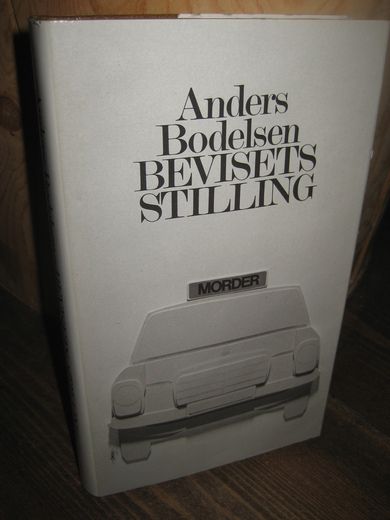 Anders
Bodelsen
BEVISETS
STILLING
MORDER